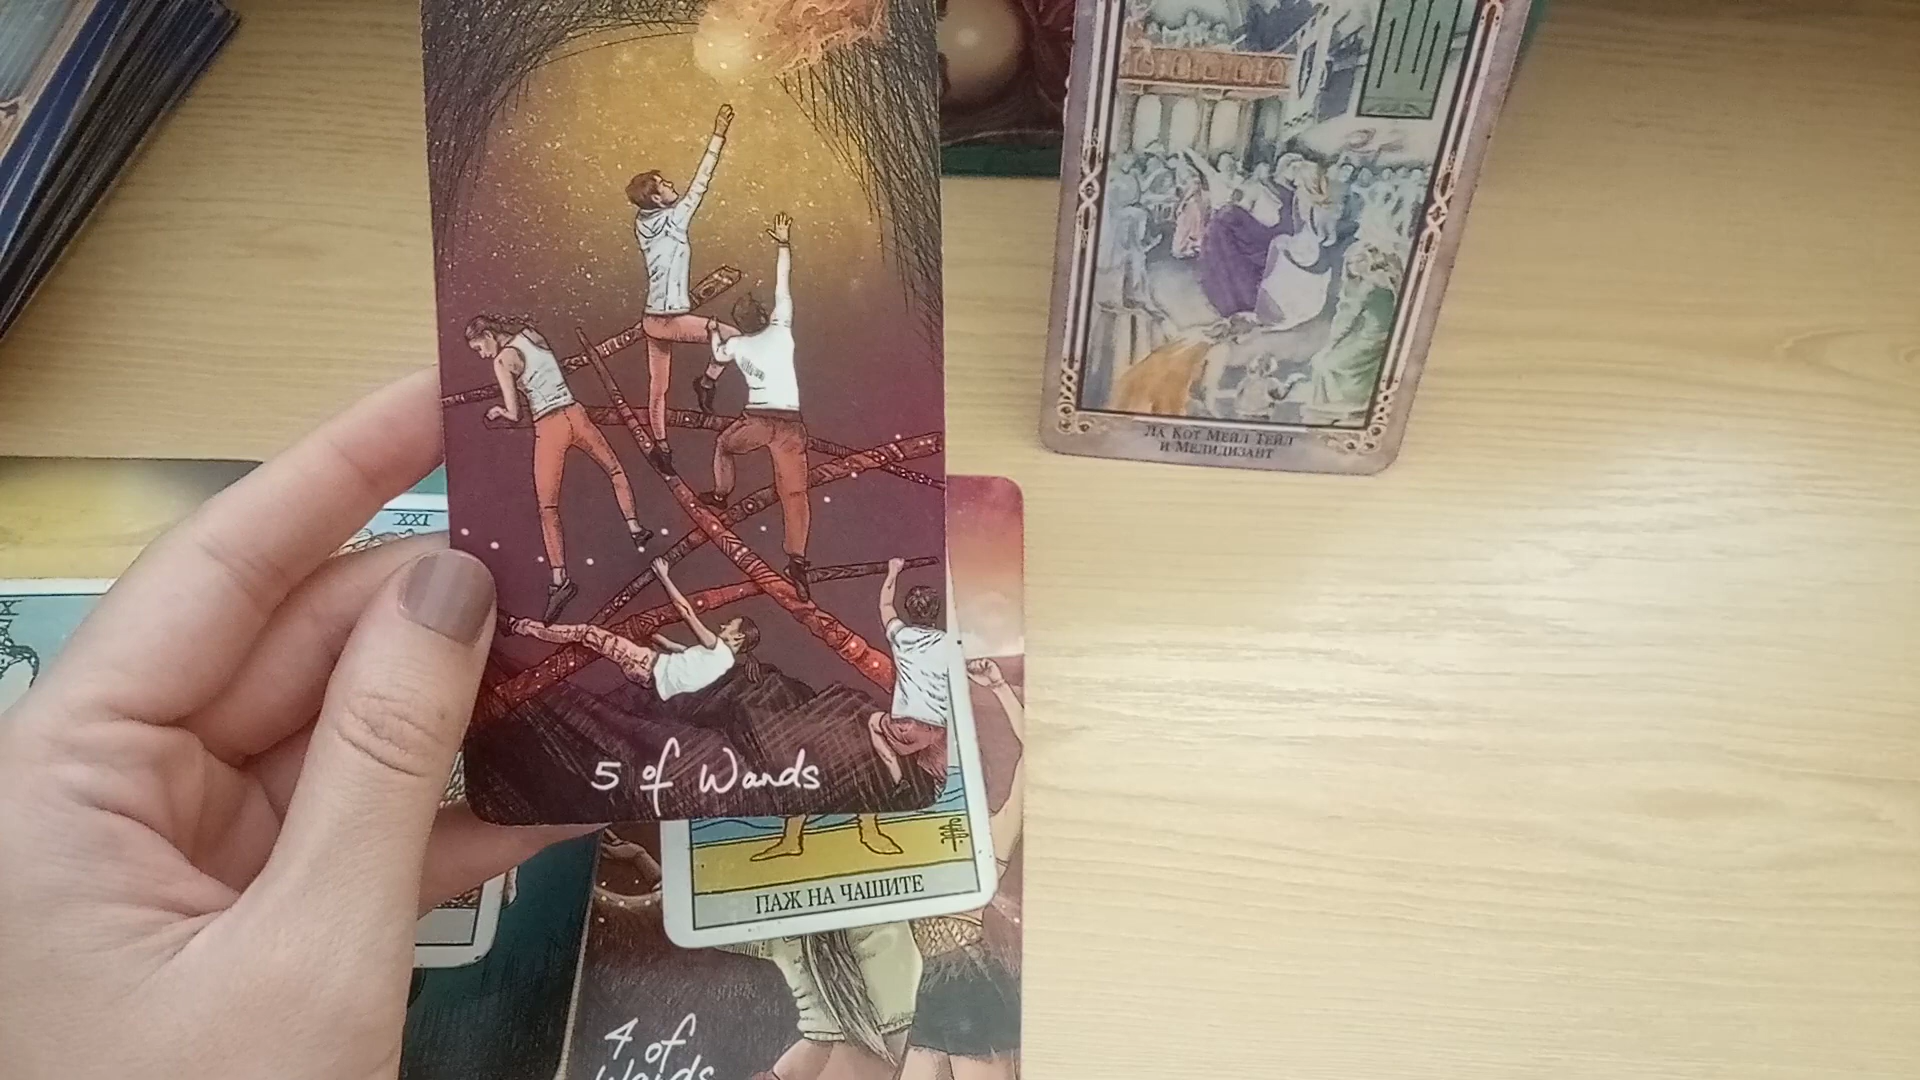 ЛА КОТ МЕЙЛ ТЕЙЛ
И МЕЛИДИЗАНТ
XXI
5 of Wands
ПАЖ НА ЧАШИТЕ
4 of
Wands